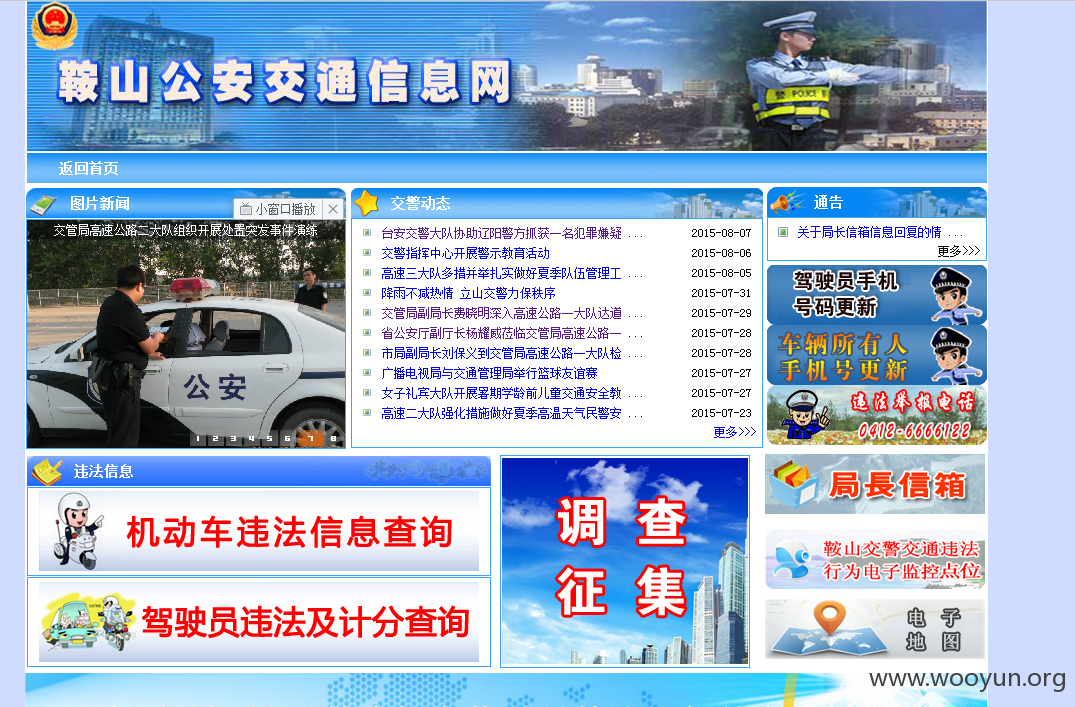 鞍山公安交通信息网
POLICE
返回首页
图片新闻
小窗口播放
交管局高速公路二大队组织开展处置突发事件演练
公安
1 2 3 4 5 6 7 8
交警动态
台安交警大队协助辽阳警方抓获一名犯罪嫌疑 ... 2015-08-07
交警指挥中心开展警示教育活动 2015-08-06
高速三大队多措并举扎实做好夏季队伍管理工 ... 2015-08-05
降雨不减热情 立山交警力保秩序 2015-07-31
交管局副局长费晓明深入高速公路一大队达道 ... 2015-07-29
省公安厅副厅长杨耀威莅临交管局高速公路一 ... 2015-07-28
市局副局长刘保义到交管局高速公路一大队检 ... 2015-07-28
广播电视局与交通管理局举行篮球友谊赛 2015-07-27
女子礼宾大队开展暑期学龄前儿童交通安全教 ... 2015-07-27
高速二大队强化措施做好夏季高温天气民警安 ... 2015-07-23
更多>>>
通告
关于局长信箱信息回复的情 ...
更多>>>
驾驶员手机
号码更新
车辆所有人
手机号更新
违法举报电话
0412-6666122
局長信箱
鞍山交警交通违法
行为电子监控点位
电子
地图
违法信息
机动车违法信息查询
驾驶员违法及计分查询
调查
征集
www.wooyun.org